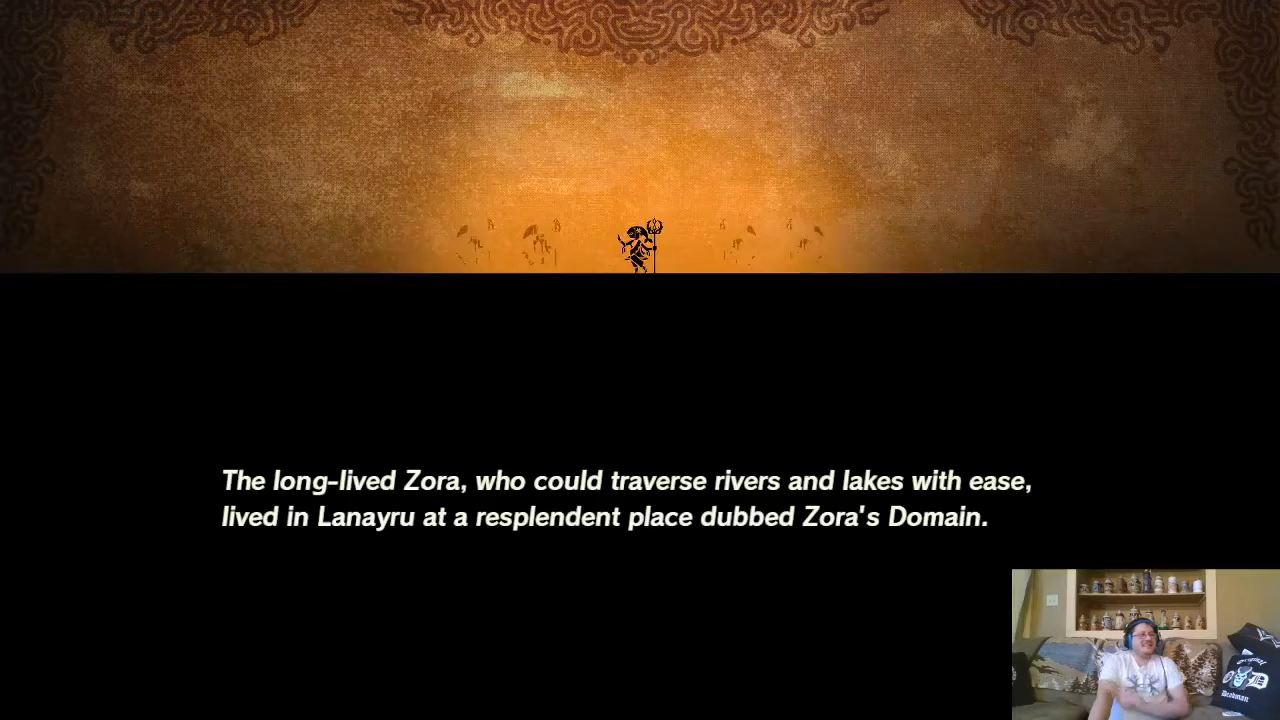 The long-lived Zora, who could traverse rivers and lakes with ease,
lived in Lanayru at a resplendent place dubbed Zora's Domain.
Deadman